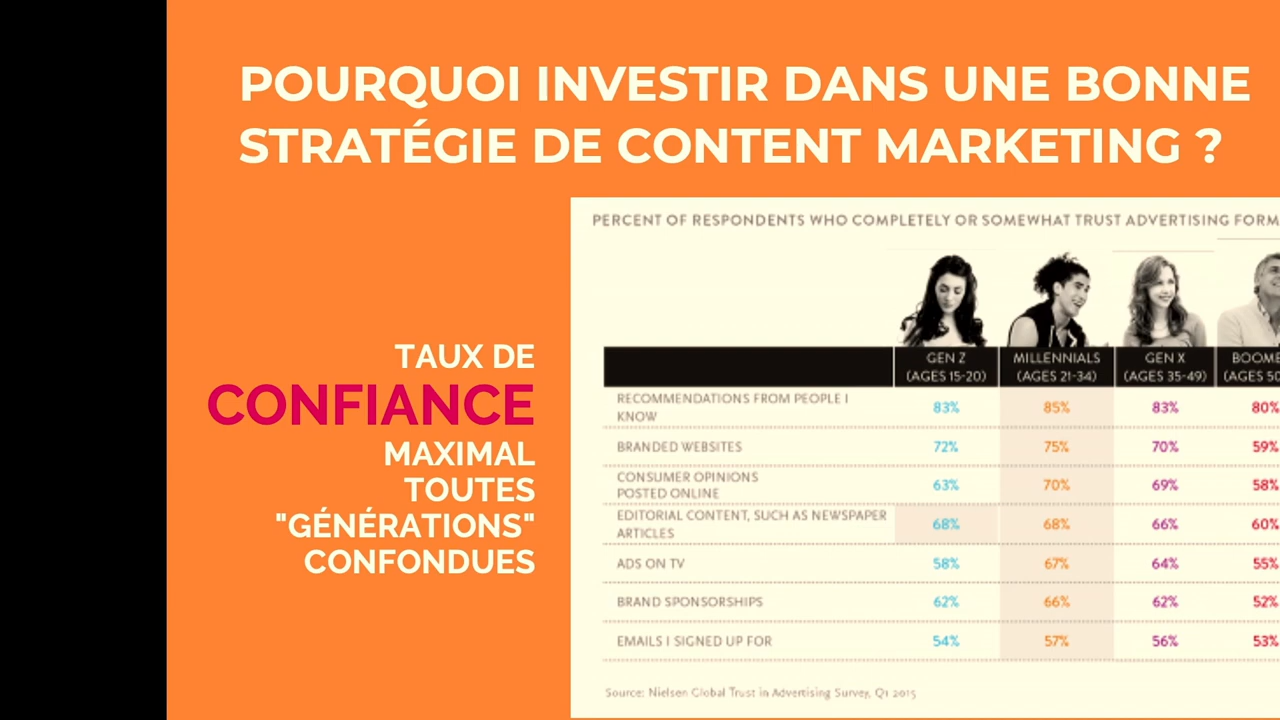 POURQUOI INVESTIR DANS UNE BONNE
STRATÉGIE DE CONTENT MARKETING ?
TAUX DE
CONFIANCE
MAXIMAL
TOUTES
"GÉNÉRATIONS"
CONFONDUES
PERCENT OF RESPONDENTS WHO COMPLETELY OR SOMEWHAT TRUST ADVERTISING FORM
GEN Z MILLENNIALS GEN X BOOME
(AGES 15-20) (AGES 21-34) (AGES 35-49) (AGES 50
RECOMMENDATIONS FROM PEOPLE I
KNOW
83% 85% 83% 80%
BRANDED WEBSITES 72% 75% 70% 59%
CONSUMER OPINIONS
POSTED ONLINE
63% 70% 69% 58%
EDITORIAL CONTENT, SUCH AS NEWSPAPER
ARTICLES
68% 68% 66% 60%
ADS ON TV 58% 67% 64% 55%
BRAND SPONSORSHIPS 62% 66% 62% 52%
EMAILS I SIGNED UP FOR 54% 57% 56% 53%
Source: Nielsen Global Trust in Advertising Survey, Q1 2015